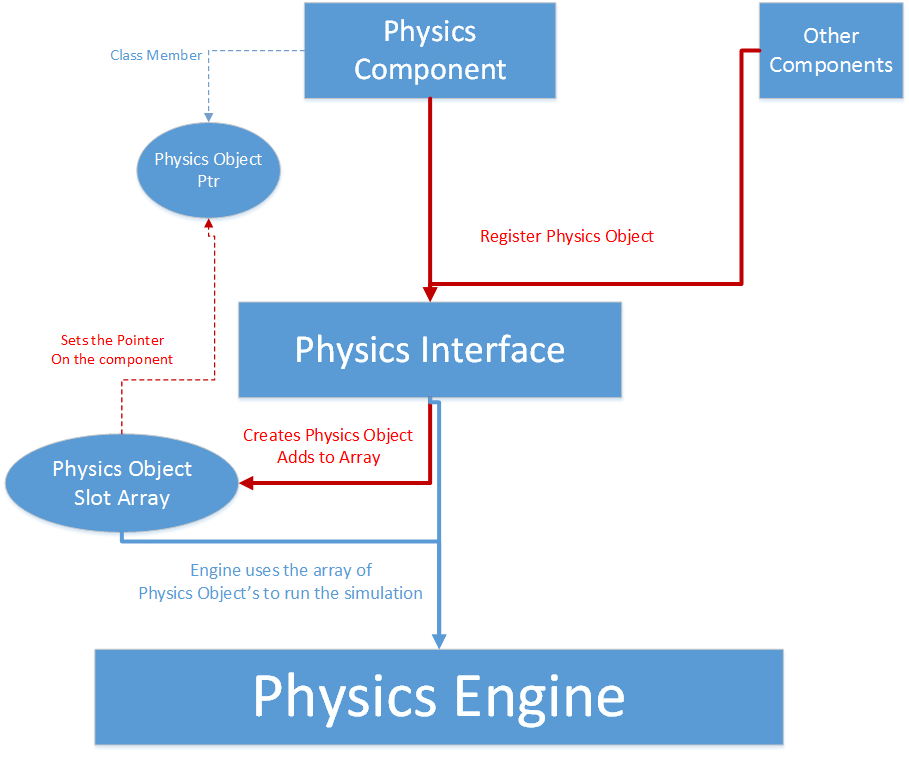 Physics
Component
Other
Components
Class Member
Physics Object
Ptr
Register Physics Object
Physics Interface
Sets the Pointer
On the component
Creates Physics Object
Adds to Array
Physics Object
Slot Array
Engine uses the array of
Physics Object’s to run the simulation
Physics Engine